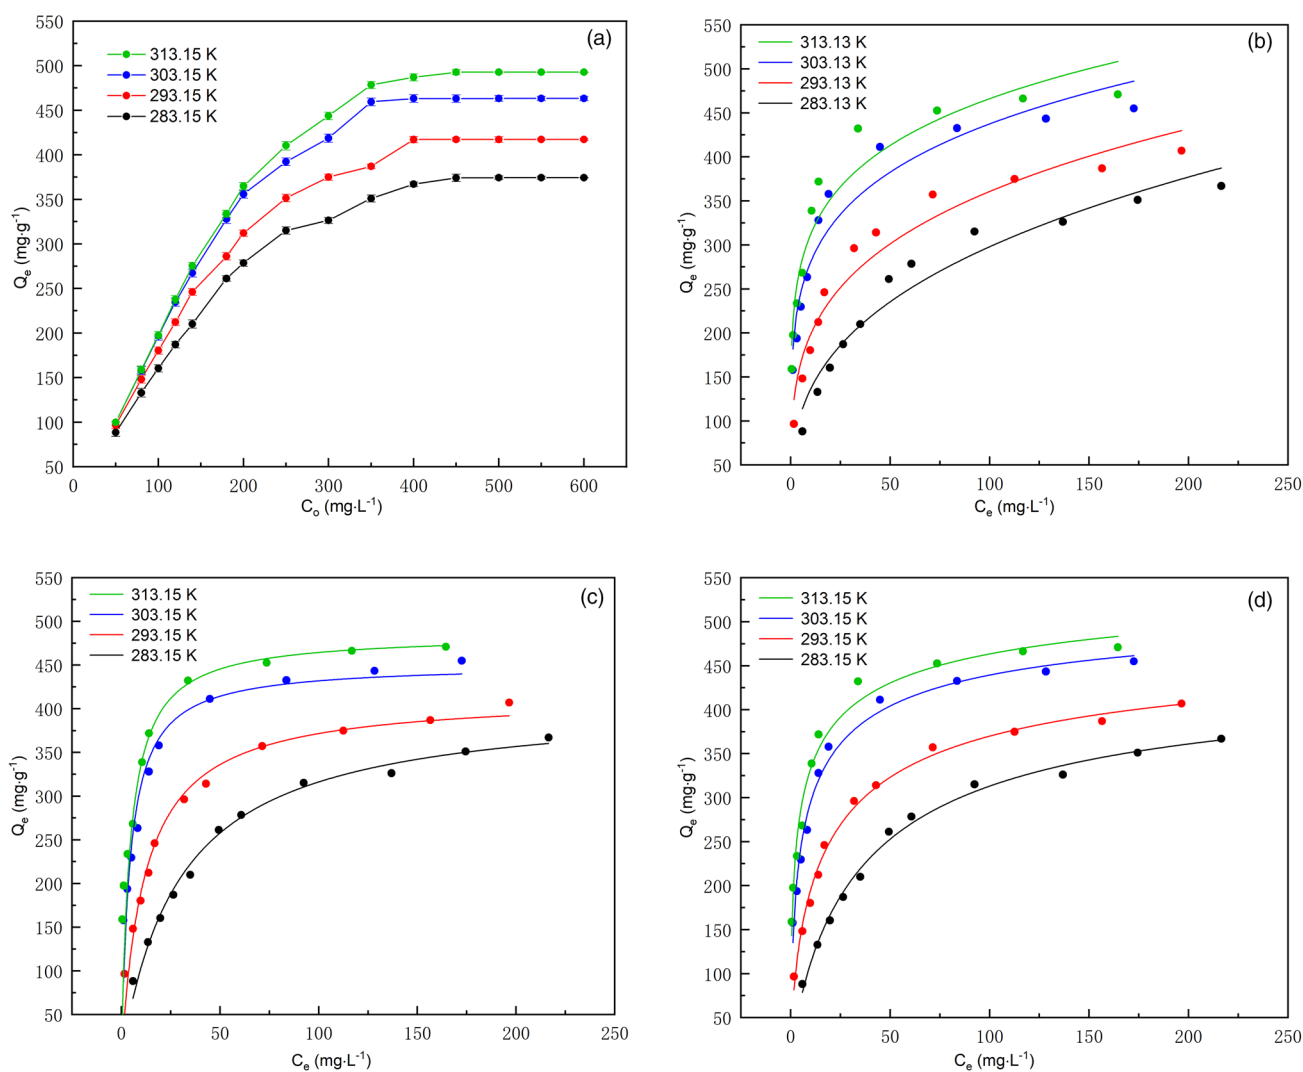 (a)
313.15 K
303.15 K
293.15 K
283.15 K
550
500
450
400
350
300
250
200
150
100
50
Qe (mg·g-1)
0 100 200 300 400 500 600
Co (mg·L-1)
(b)
313.13 K
303.13 K
293.13 K
283.13 K
550
500
450
400
350
300
250
200
150
100
50
Qe (mg·g-1)
0 50 100 150 200 250
Ce (mg·L-1)
(c)
313.15 K
303.15 K
293.15 K
283.15 K
550
500
450
400
350
300
250
200
150
100
50
Qe (mg·g-1)
0 50 100 150 200 250
Ce (mg·L-1)
(d)
313.15 K
303.15 K
293.15 K
283.15 K
550
500
450
400
350
300
250
200
150
100
50
Qe (mg·g-1)
0 50 100 150 200 250
Ce (mg·L-1)